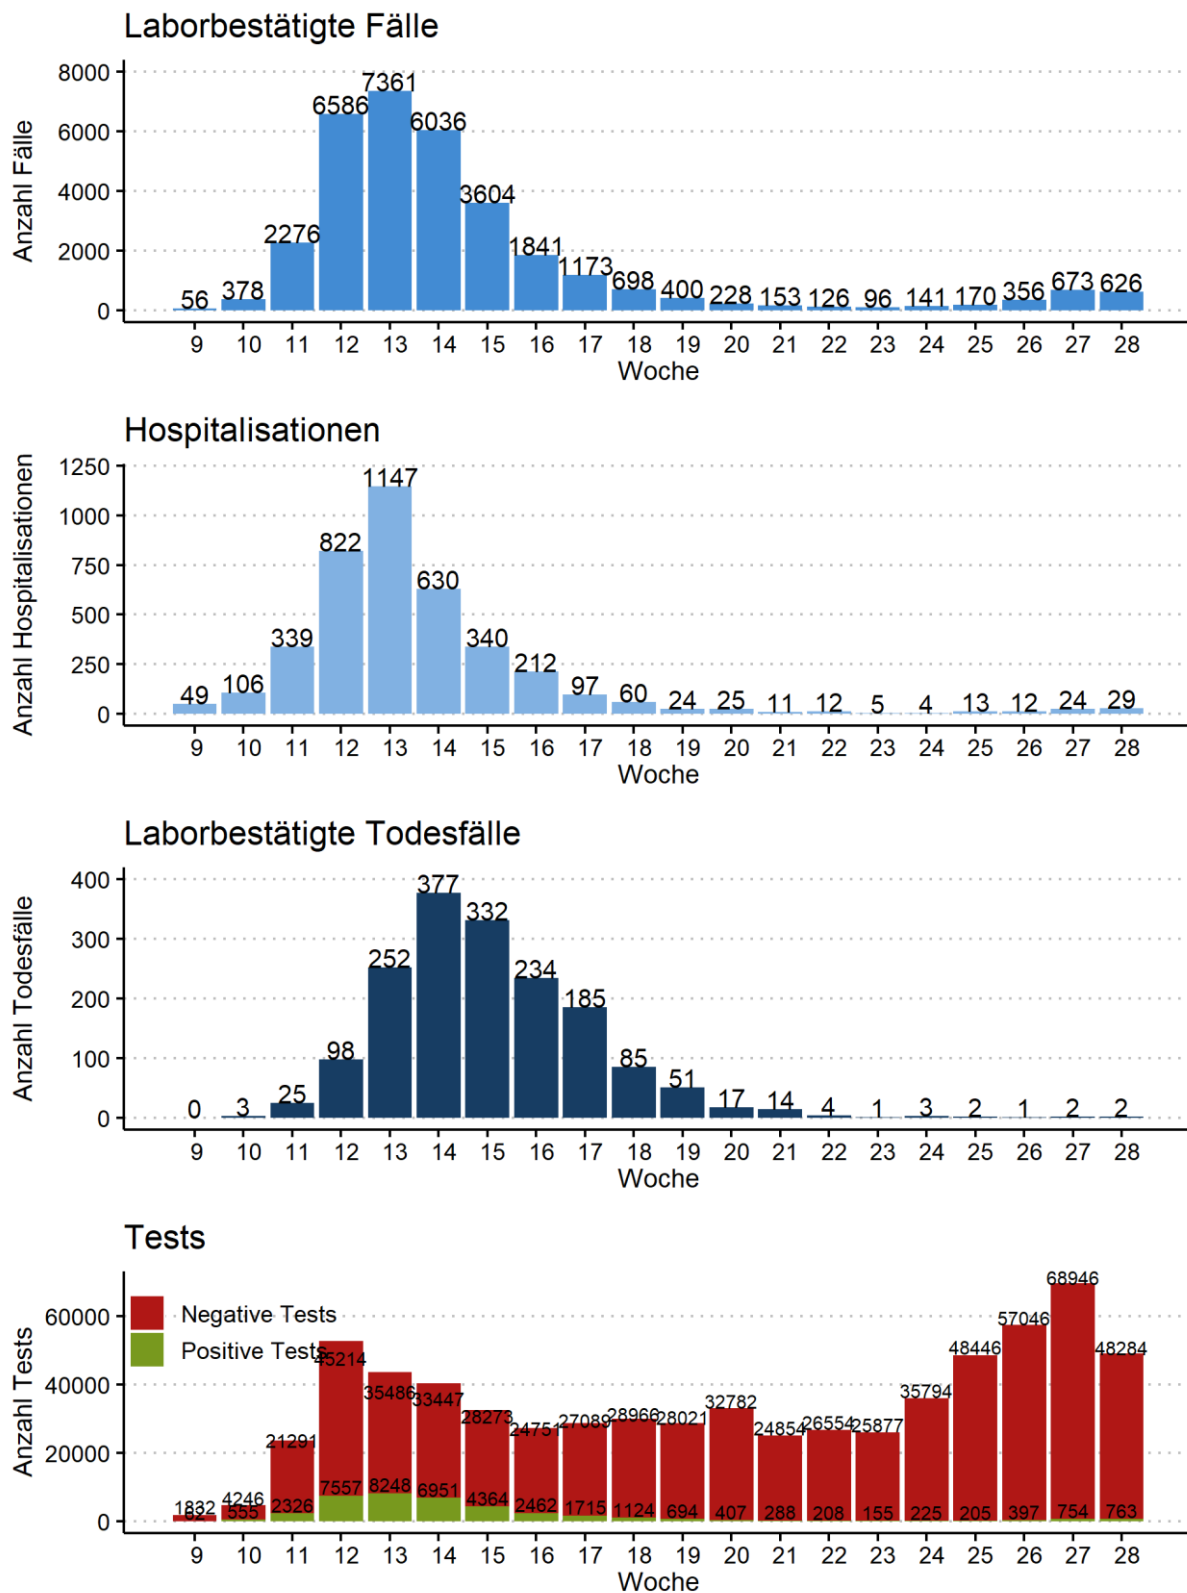 Laborbestätigte Fälle
Anzahl Fälle
8000
6000
4000
2000
0
56 378 2276 6586 7361 6036 3604 1841 1173 698 400 228 153 126 96 141 170 356 673 626
9 10 11 12 13 14 15 16 17 18 19 20 21 22 23 24 25 26 27 28
Woche
Hospitalisationen
Anzahl Hospitalisationen
1250
1000
750
500
250
0
49 106 339 822 1147 630 340 212 97 60 24 25 11 12 5 4 13 12 24 29
9 10 11 12 13 14 15 16 17 18 19 20 21 22 23 24 25 26 27 28
Woche
Laborbestätigte Todesfälle
Anzahl Todesfälle
400
300
200
100
0
0 3 25 98 252 377 332 234 185 85 51 17 14 4 1 3 2 1 2 2
9 10 11 12 13 14 15 16 17 18 19 20 21 22 23 24 25 26 27 28
Woche
Tests
Anzahl Tests
60000
40000
20000
0
Negative Tests
Positive Tests
1832 4246 21291 45214 35486 33447 28273 24751 27089 28966 28021 32782 24854 26554 25877 35794 48446 57046 68946 48284
62 555 2326 7557 8248 6951 4364 2462 1715 1124 694 407 288 208 155 225 205 397 754 763
9 10 11 12 13 14 15 16 17 18 19 20 21 22 23 24 25 26 27 28
Woche